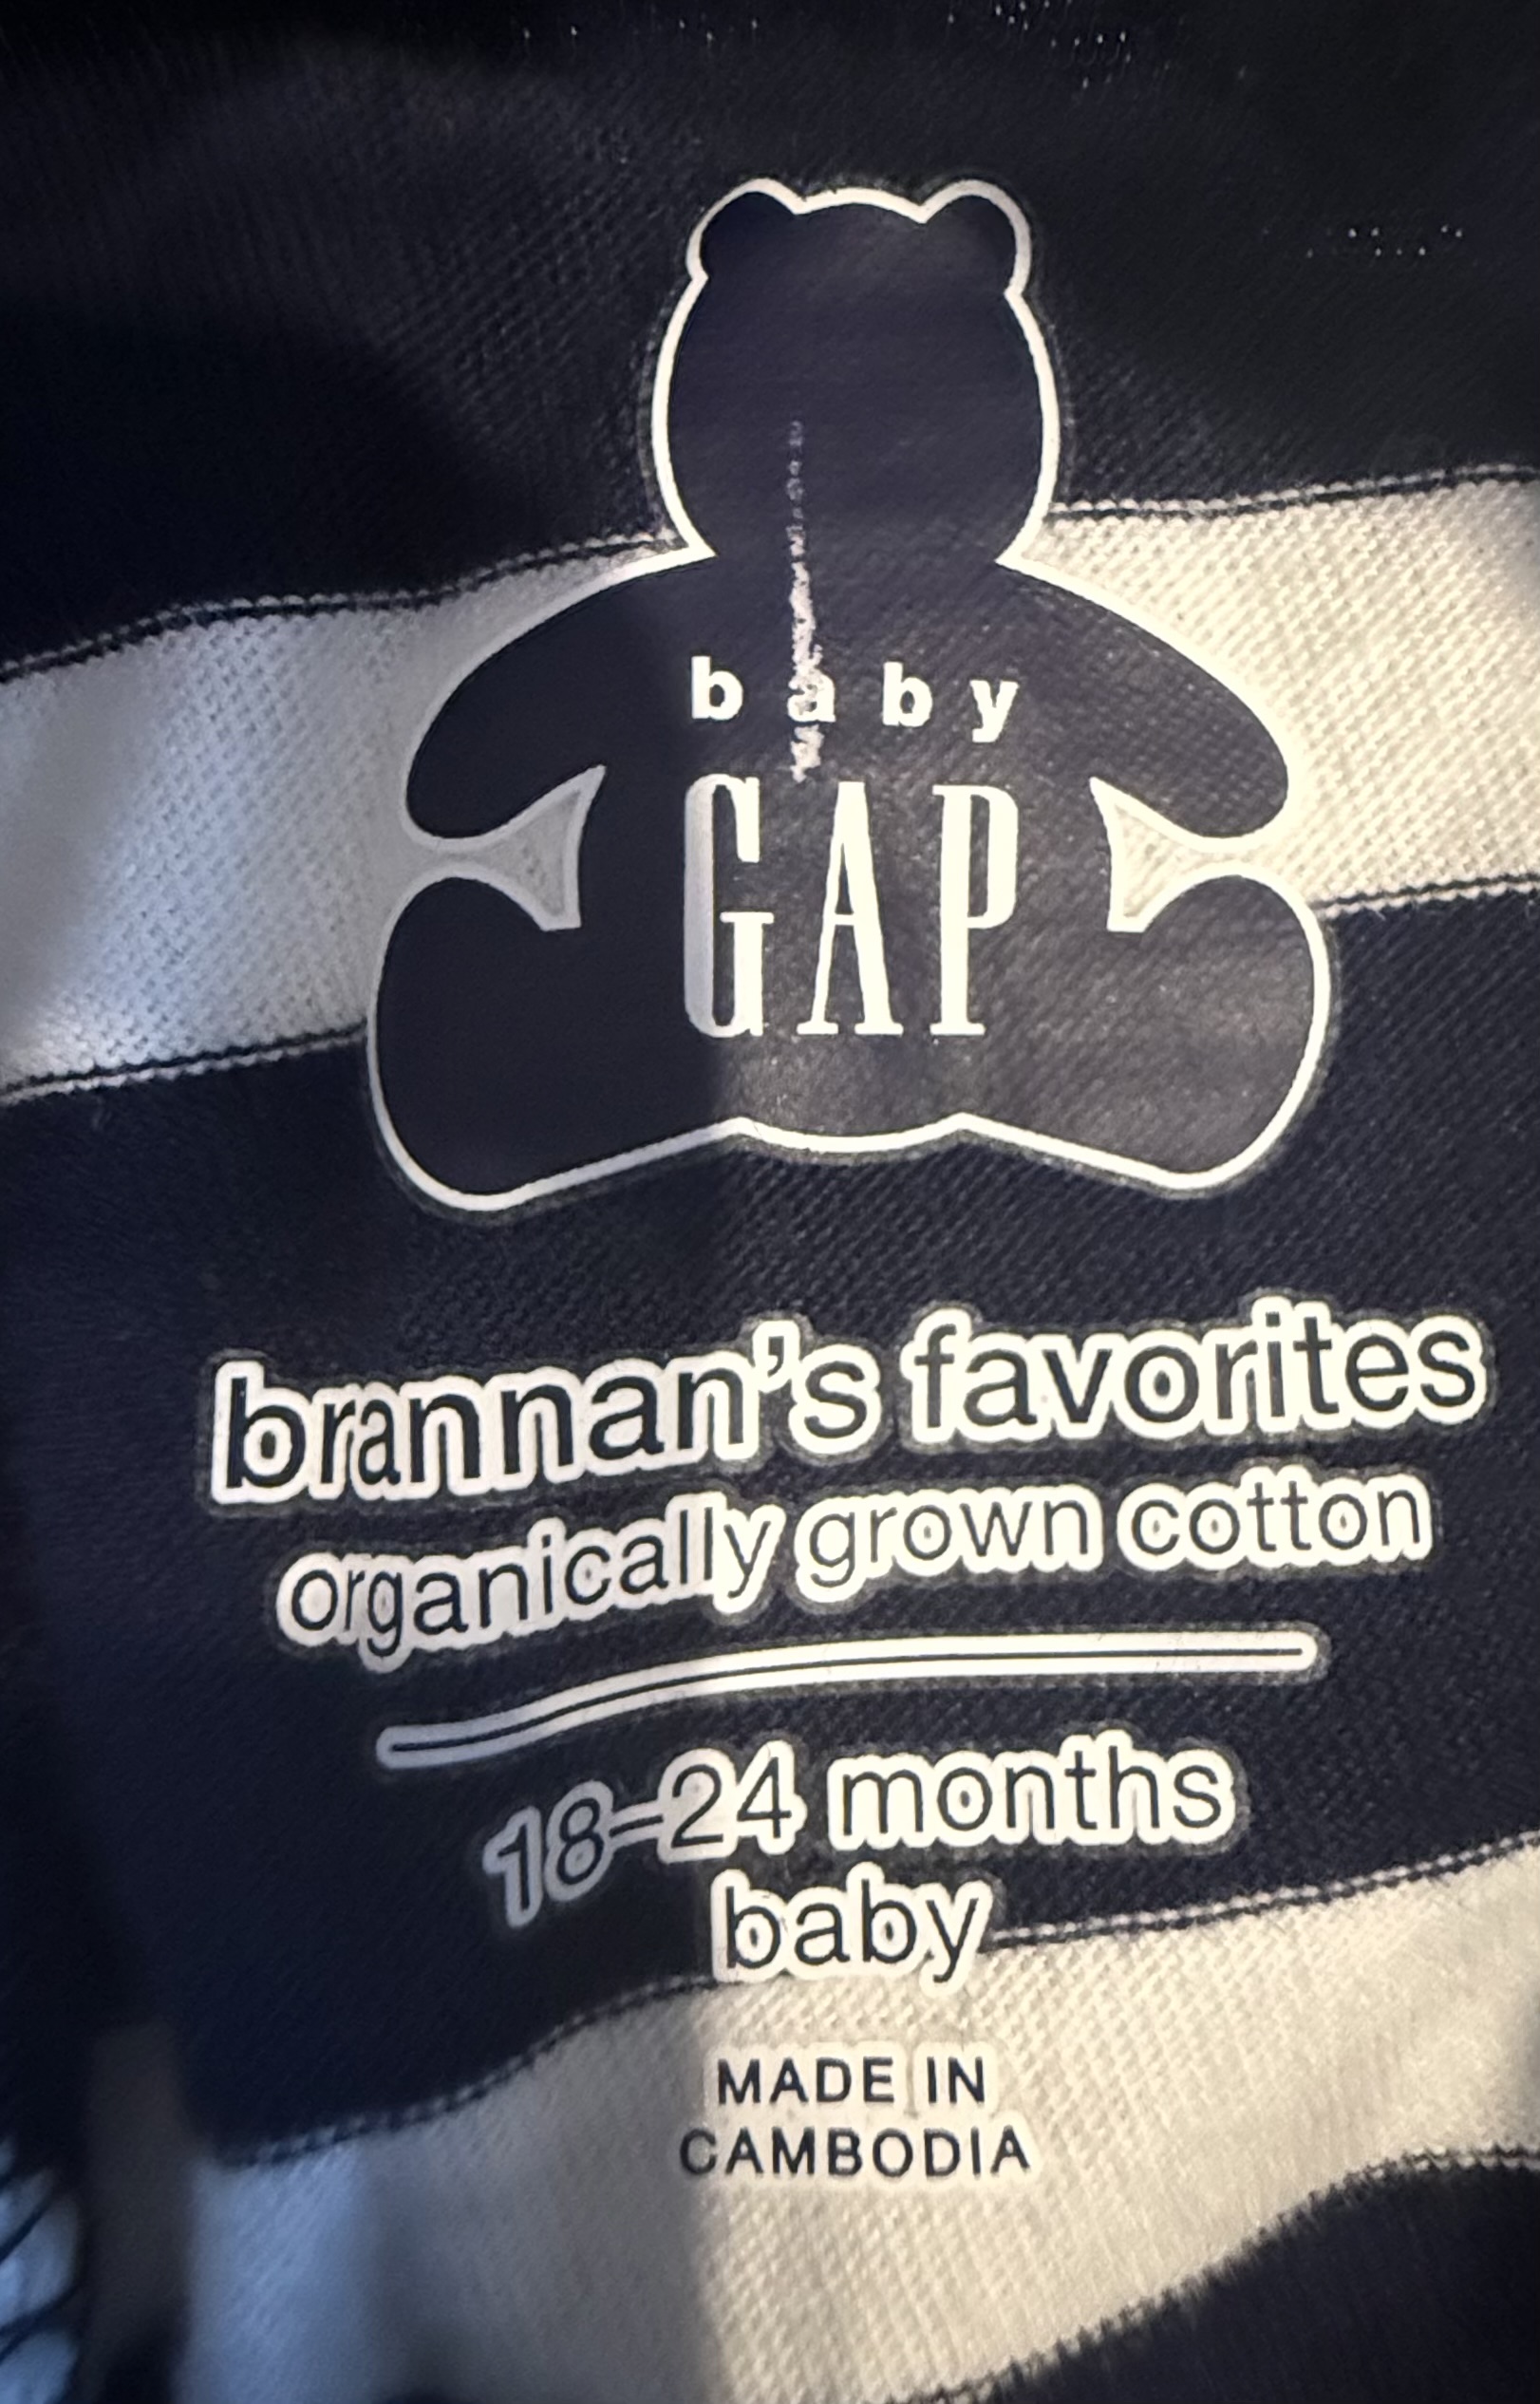 baby
GAP
brannan's favorites
organically grown cotton
18–24 months
baby
MADE IN
CAMBODIA